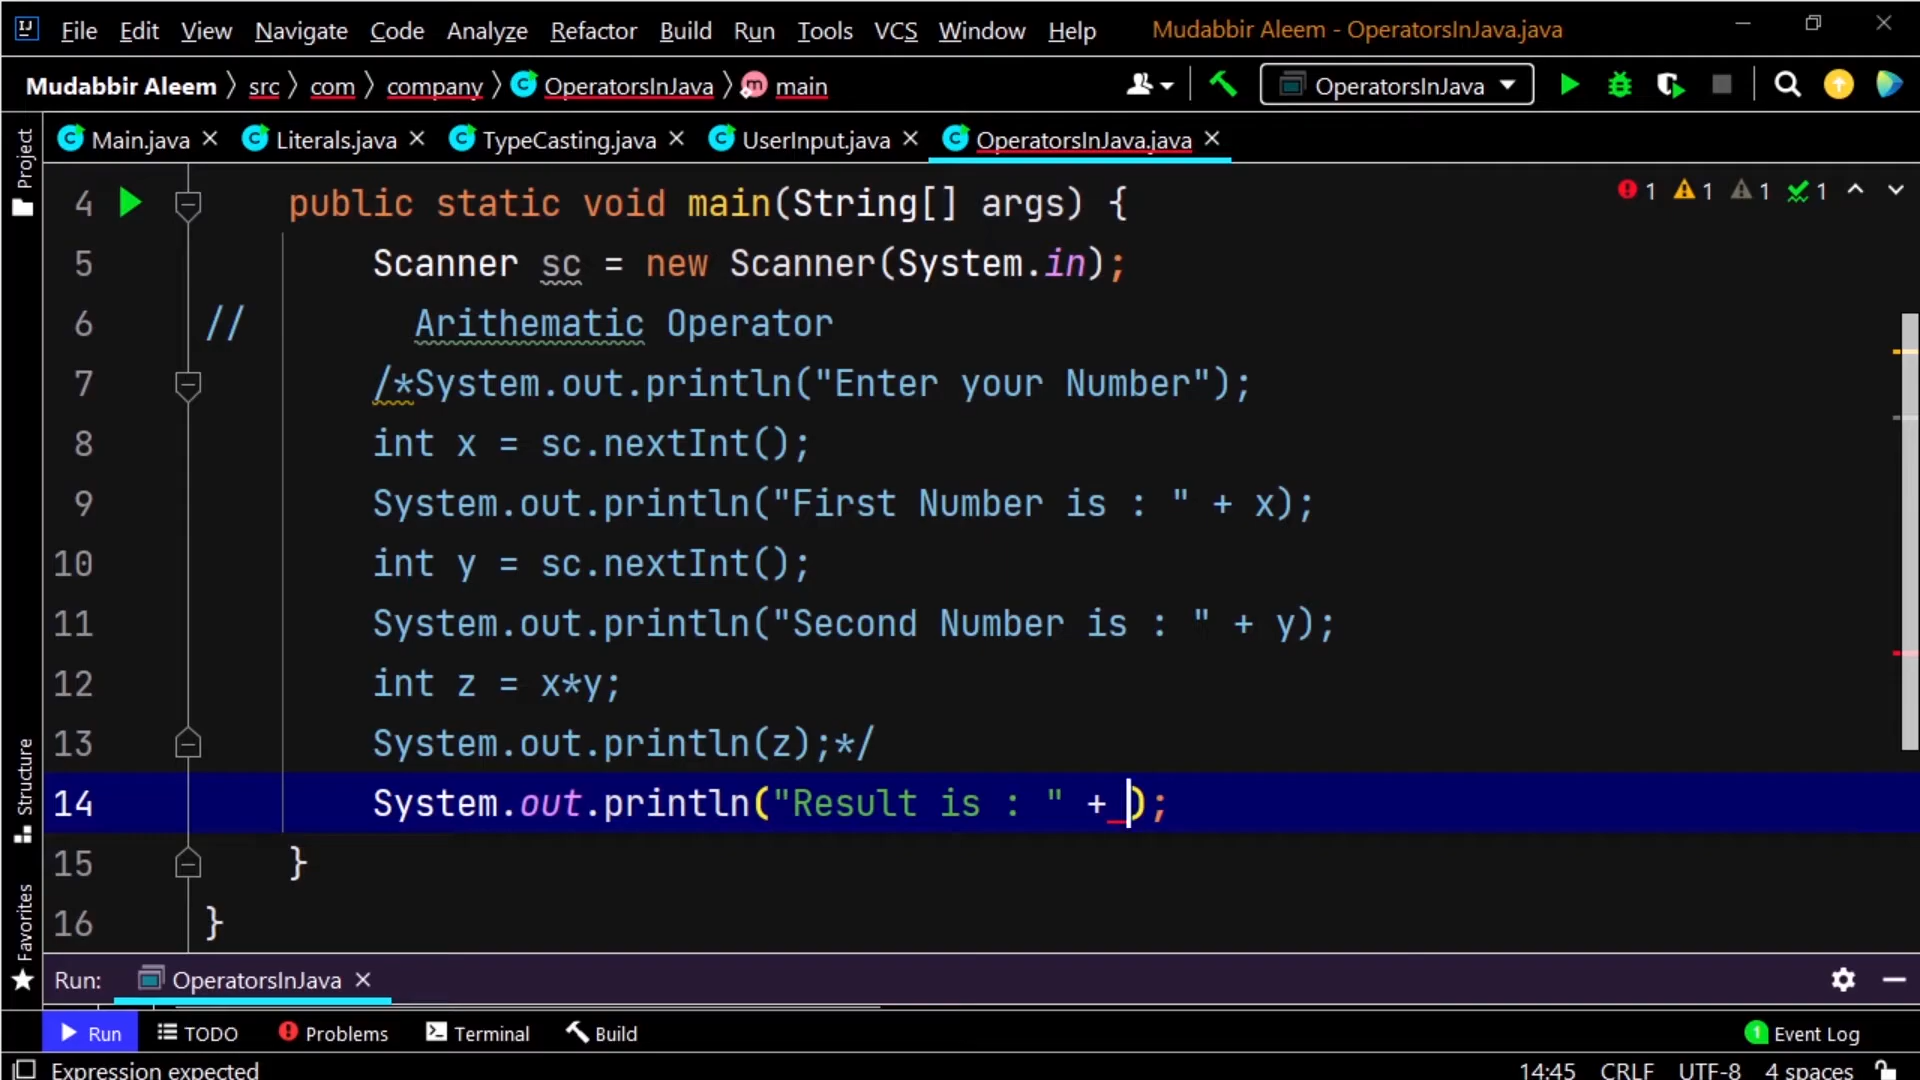 File Edit View Navigate Code Analyze Refactor Build Run Tools VCS Window Help Mudabbir Aleem - OperatorsInJava.java
Mudabbir Aleem src com company OperatorsInJava main OperatorsInJava
Main.java Literals.java TypeCasting.java UserInput.java OperatorsInJava.java
Project
4 public static void main(String[] args) { 1 1 1 1
5 Scanner sc = new Scanner(System.in);
6 // Arithematic Operator
7 /*System.out.println("Enter your Number");
8 int x = sc.nextInt();
9 System.out.println("First Number is : " + x);
10 int y = sc.nextInt();
11 System.out.println("Second Number is : " + y);
12 int z = x*y;
13 System.out.println(z);*/
14 System.out.println("Result is : " + );
15 }
16 }
Structure
Favorites
Run: OperatorsInJava
Run TODO Problems Terminal Build 1 Event Log
Expression expected 14:45 CRLF UTF-8 4 spaces